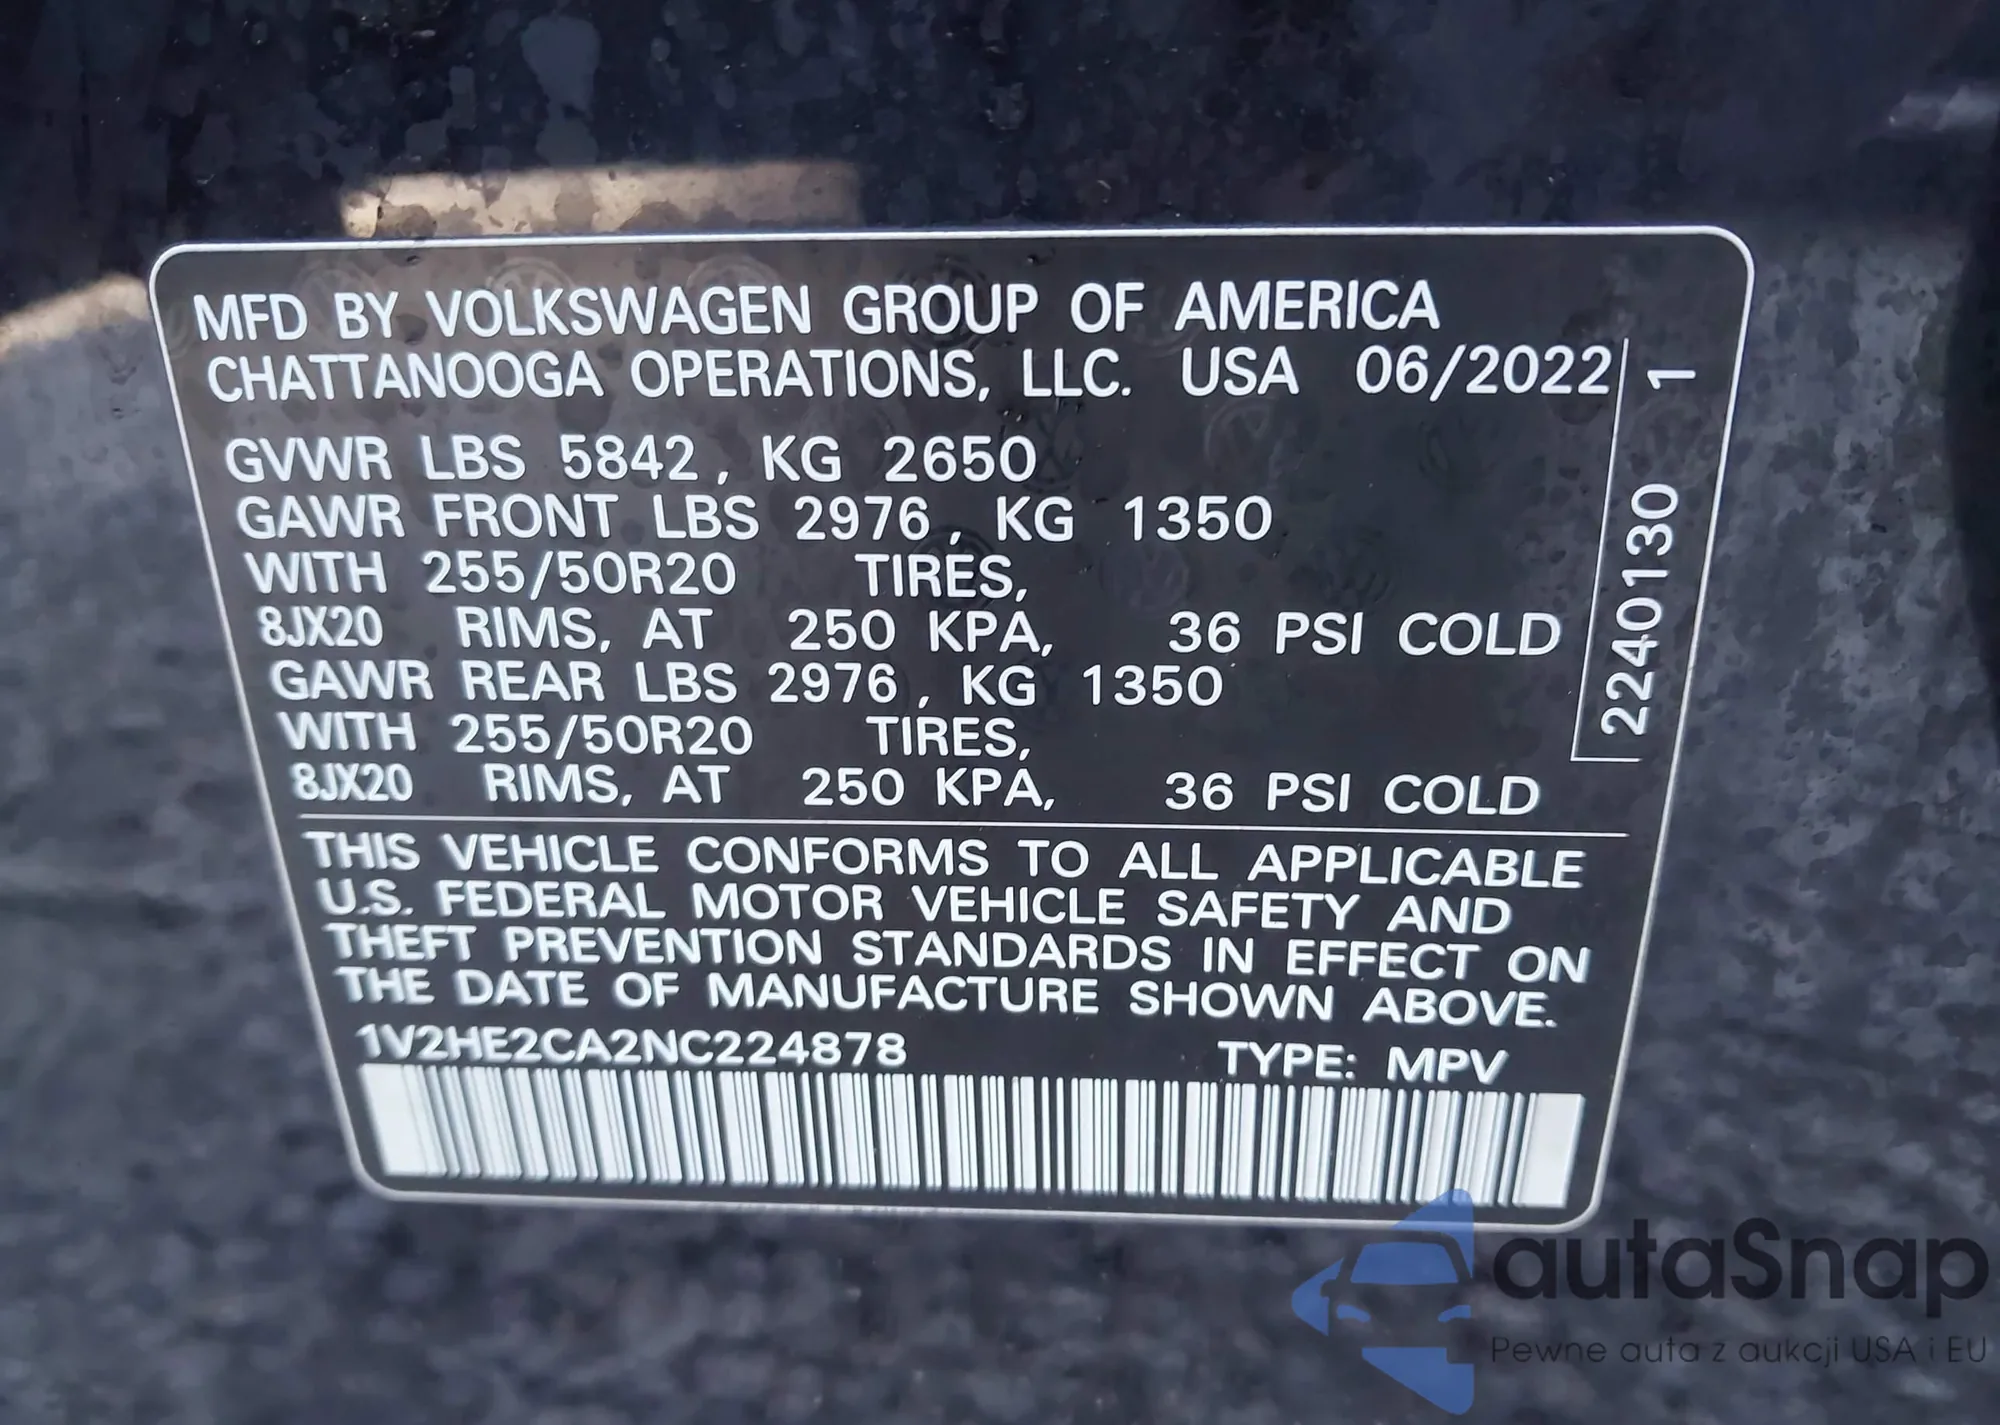 MFD BY VOLKSWAGEN GROUP OF AMERICA
CHATTANOOGA OPERATIONS, LLC. USA 06/2022
GVWR LBS 5842, KG 2650
GAWR FRONT LBS 2976, KG 1350
WITH 255/50R20 TIRES,
8JX20 RIMS, AT 250 KPA, 36 PSI COLD
GAWR REAR LBS 2976, KG 1350
WITH 255/50R20 TIRES,
8JX20 RIMS, AT 250 KPA, 36 PSI COLD
2240130 1
THIS VEHICLE CONFORMS TO ALL APPLICABLE
U.S. FEDERAL MOTOR VEHICLE SAFETY AND
THEFT PREVENTION STANDARDS IN EFFECT ON
THE DATE OF MANUFACTURE SHOWN ABOVE.
1V2HE2CA2NC224878 TYPE: MPV
autaSnap
Pewne auta z aukcji USA i EU